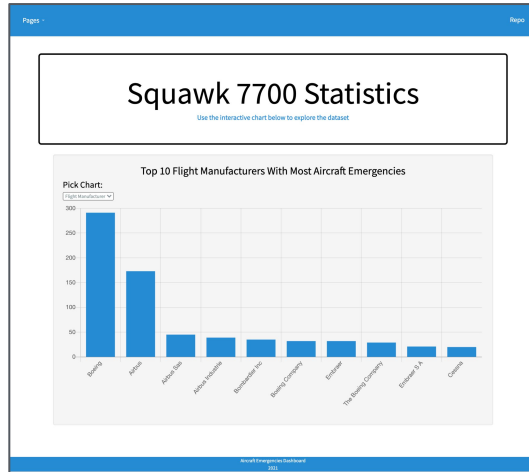 Pages
Repo
Squawk 7700 Statistics
Use the interactive chart below to explore the dataset
Top 10 Flight Manufacturers With Most Aircraft Emergencies
Pick Chart:
Flight Manufacturer
300
250
200
150
100
50
0
Boeing
Airbus
Airbus Sas
Airbus Industrie
Bombardier Inc
Boeing Company
Embraer
The Boeing Company
Embraer S A
Cessna
Aircraft Emergencies Dashboard
2021